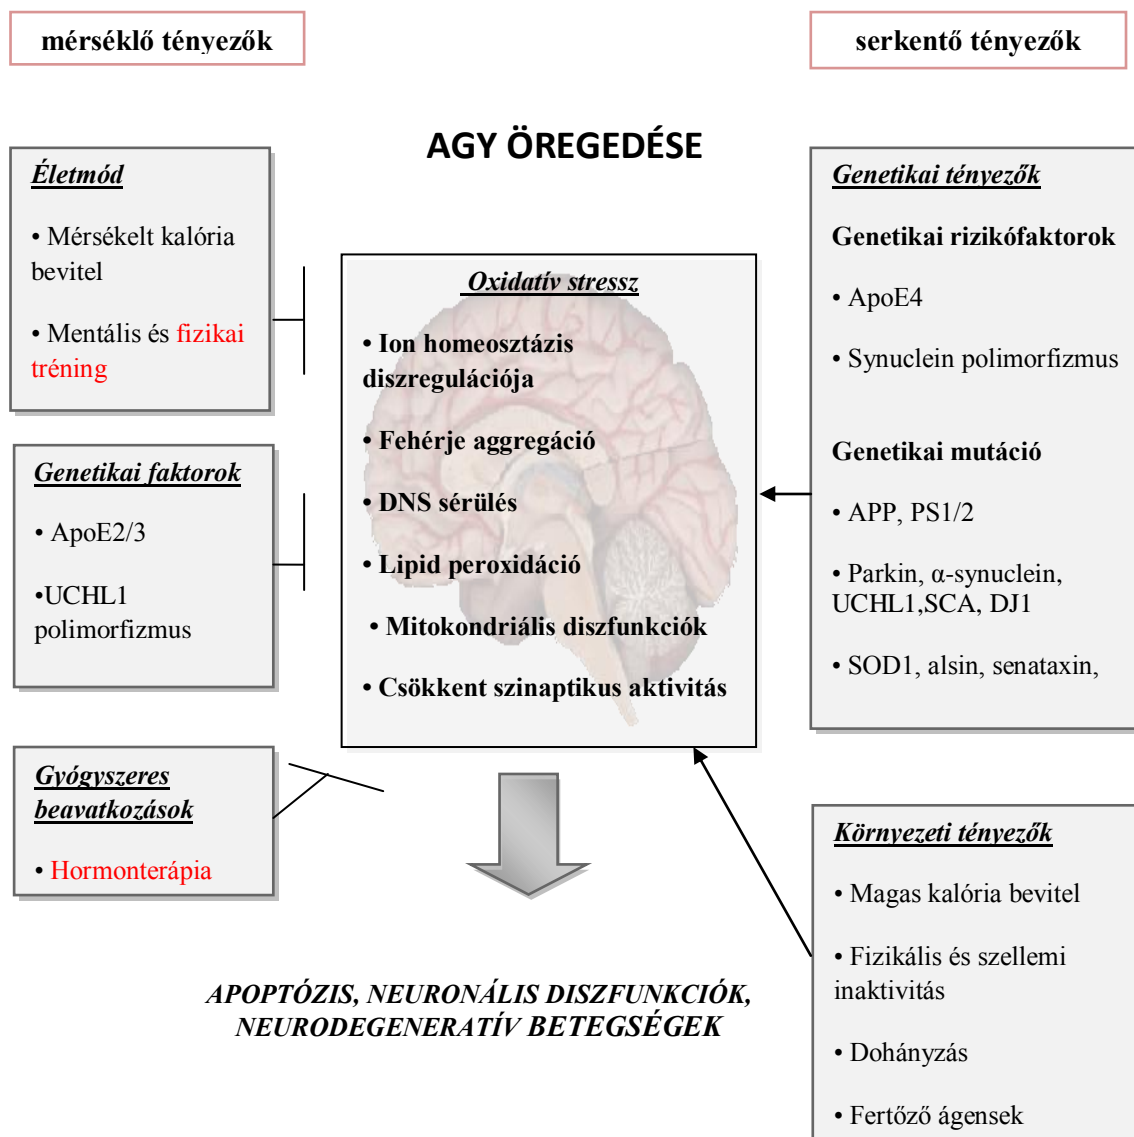 mérséklő tényezők
serkentő tényezők
AGY ÖREGEDÉSE
Életmód
• Mérsékelt kalória
bevitel
• Mentális és fizikai
tréning
Genetikai faktorok
• ApoE2/3
•UCHL1
polimorfizmus
Gyógyszeres
beavatkozások
• Hormonterápia
Oxidatív stressz
• Ion homeosztázis
diszregulációja
• Fehérje aggregáció
• DNS sérülés
• Lipid peroxidáció
• Mitokondriális diszfunkciók
• Csökkent szinaptikus aktivitás
APOPTÓZIS, NEURONÁLIS DISZFUNKCIÓK,
NEURODEGENERATÍV BETEGSÉGEK
Genetikai tényezők
Genetikai rizikófaktorok
• ApoE4
• Synuclein polimorfizmus
Genetikai mutáció
• APP, PS1/2
• Parkin, α-synuclein,
UCHL1,SCA, DJ1
• SOD1, alsin, senataxin,
Környezeti tényezők
• Magas kalória bevitel
• Fizikális és szellemi
inaktivitás
• Dohányzás
• Fertőző ágensek